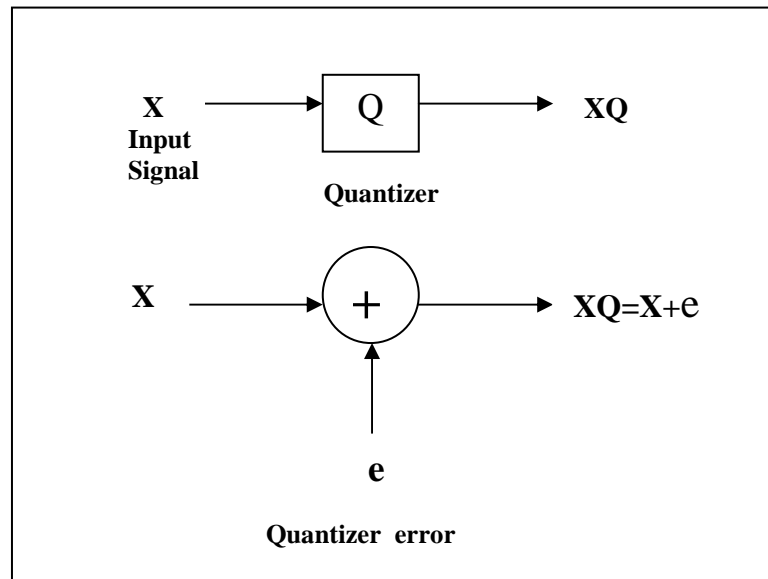 X Q XQ
Input
Signal
Quantizer
X + XQ=X+e
e
Quantizer error